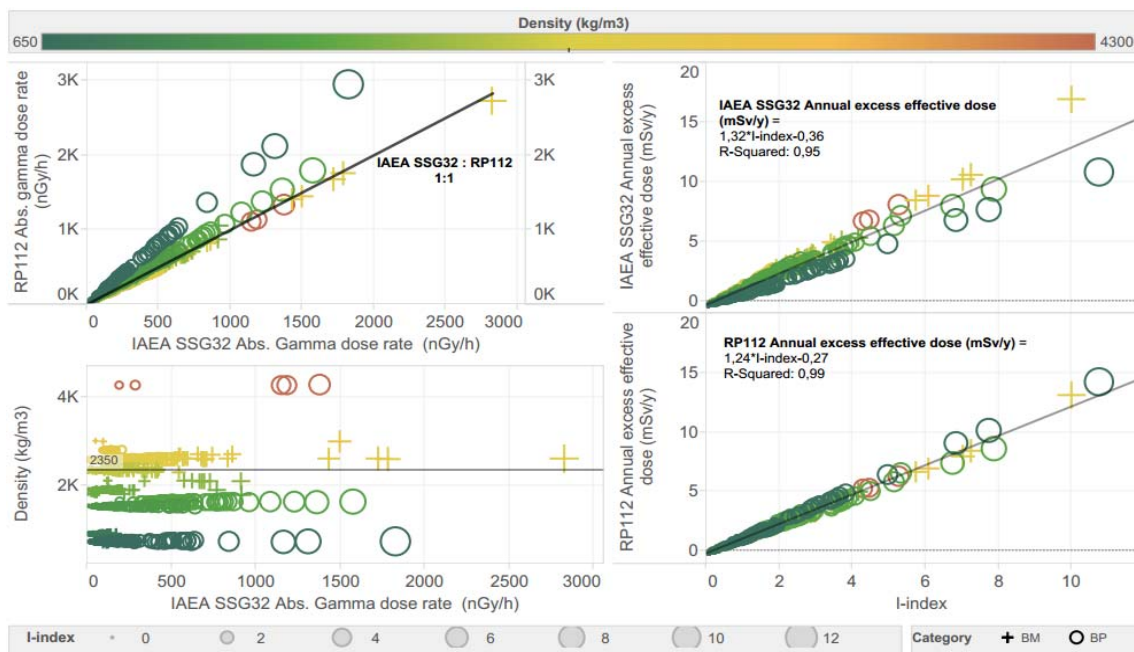 Density (kg/m3)
650
4300
RP112 Abs. gamma dose rate
(nGy/h)
3K
2K
1K
0K
3K
2K
1K
0K
IAEA SSG32 : RP112
1:1
0 500 1000 1500 2000 2500 3000
IAEA SSG32 Abs. Gamma dose rate (nGy/h)
Density (kg/m3)
4K
2K
2350
0 500 1000 1500 2000 2500 3000
IAEA SSG32 Abs. Gamma dose rate (nGy/h)
IAEA SSG32 Annual excess
effective dose (mSv/y)
20
15
10
5
0
IAEA SSG32 Annual excess effective dose
(mSv/y) =
1,32*I-index-0,36
R-Squared: 0,95
RP112 Annual excess effective
dose (mSv/y)
20
15
10
5
0
RP112 Annual excess effective dose (mSv/y) =
1,24*I-index-0,27
R-Squared: 0,99
0 2 4 6 8 10
I-index
I-index 0 2 4 6 8 10 12
Category BM BP